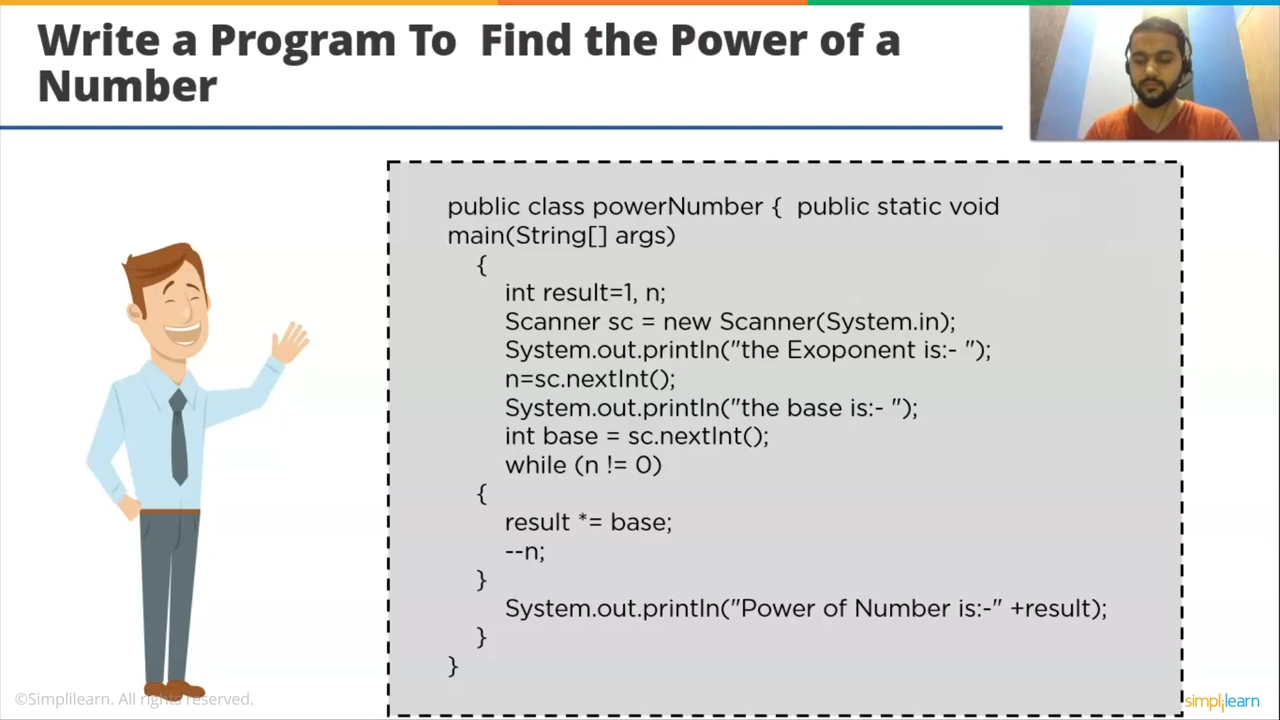 Write a Program To  Find the Power of a
Number
public class powerNumber {  public static void
main(String[] args)
{
int result=1, n;
Scanner sc = new Scanner(System.in);
System.out.println("the Exoponent is:- ");
n=sc.nextInt();
System.out.println("the base is:- ");
int base = sc.nextInt();
while (n != 0)
{
result *= base;
--n;
}
System.out.println("Power of Number is:-" +result);
}
}
©Simplilearn. All rights reserved.
simplilearn